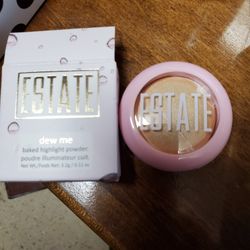 ESTATE
dew me
baked highlight powder
poudre illuminateur cuit
Net Wt./Poids Net. 3.2g / 0.11 oz
ESTATE